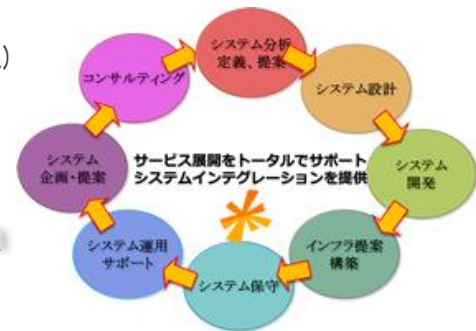 )
システム分析
定義、提案
コンサルティング
システム設計
サービス展開をトータルでサポート
システムインテグレーションを提供
システム
企画・提案
システム
開発
システム運用
サポート
インフラ提案
構築
システム保守